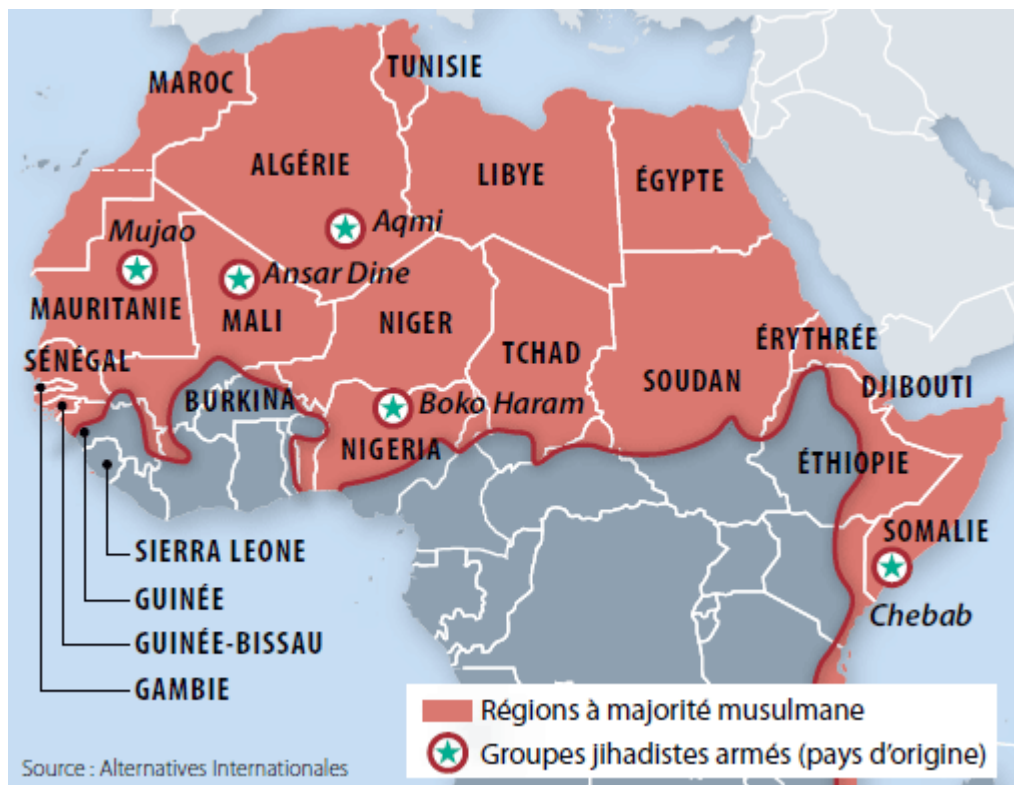 MAROC
TUNISIE
ALGÉRIE
LIBYE
ÉGYPTE
Mujao
Aqmi
Ansar Dine
MAURITANIE
MALI
NIGER
TCHAD
SOUDAN
ÉRYTHRÉE
SÉNÉGAL
BURKINA
Boko Haram
DJIBOUTI
NIGERIA
ÉTHIOPIE
SOMALIE
SIERRA LEONE
GUINÉE
Chebab
GUINÉE-BISSAU
GAMBIE
Régions à majorité musulmane
Groupes jihadistes armés (pays d'origine)
Source : Alternatives Internationales